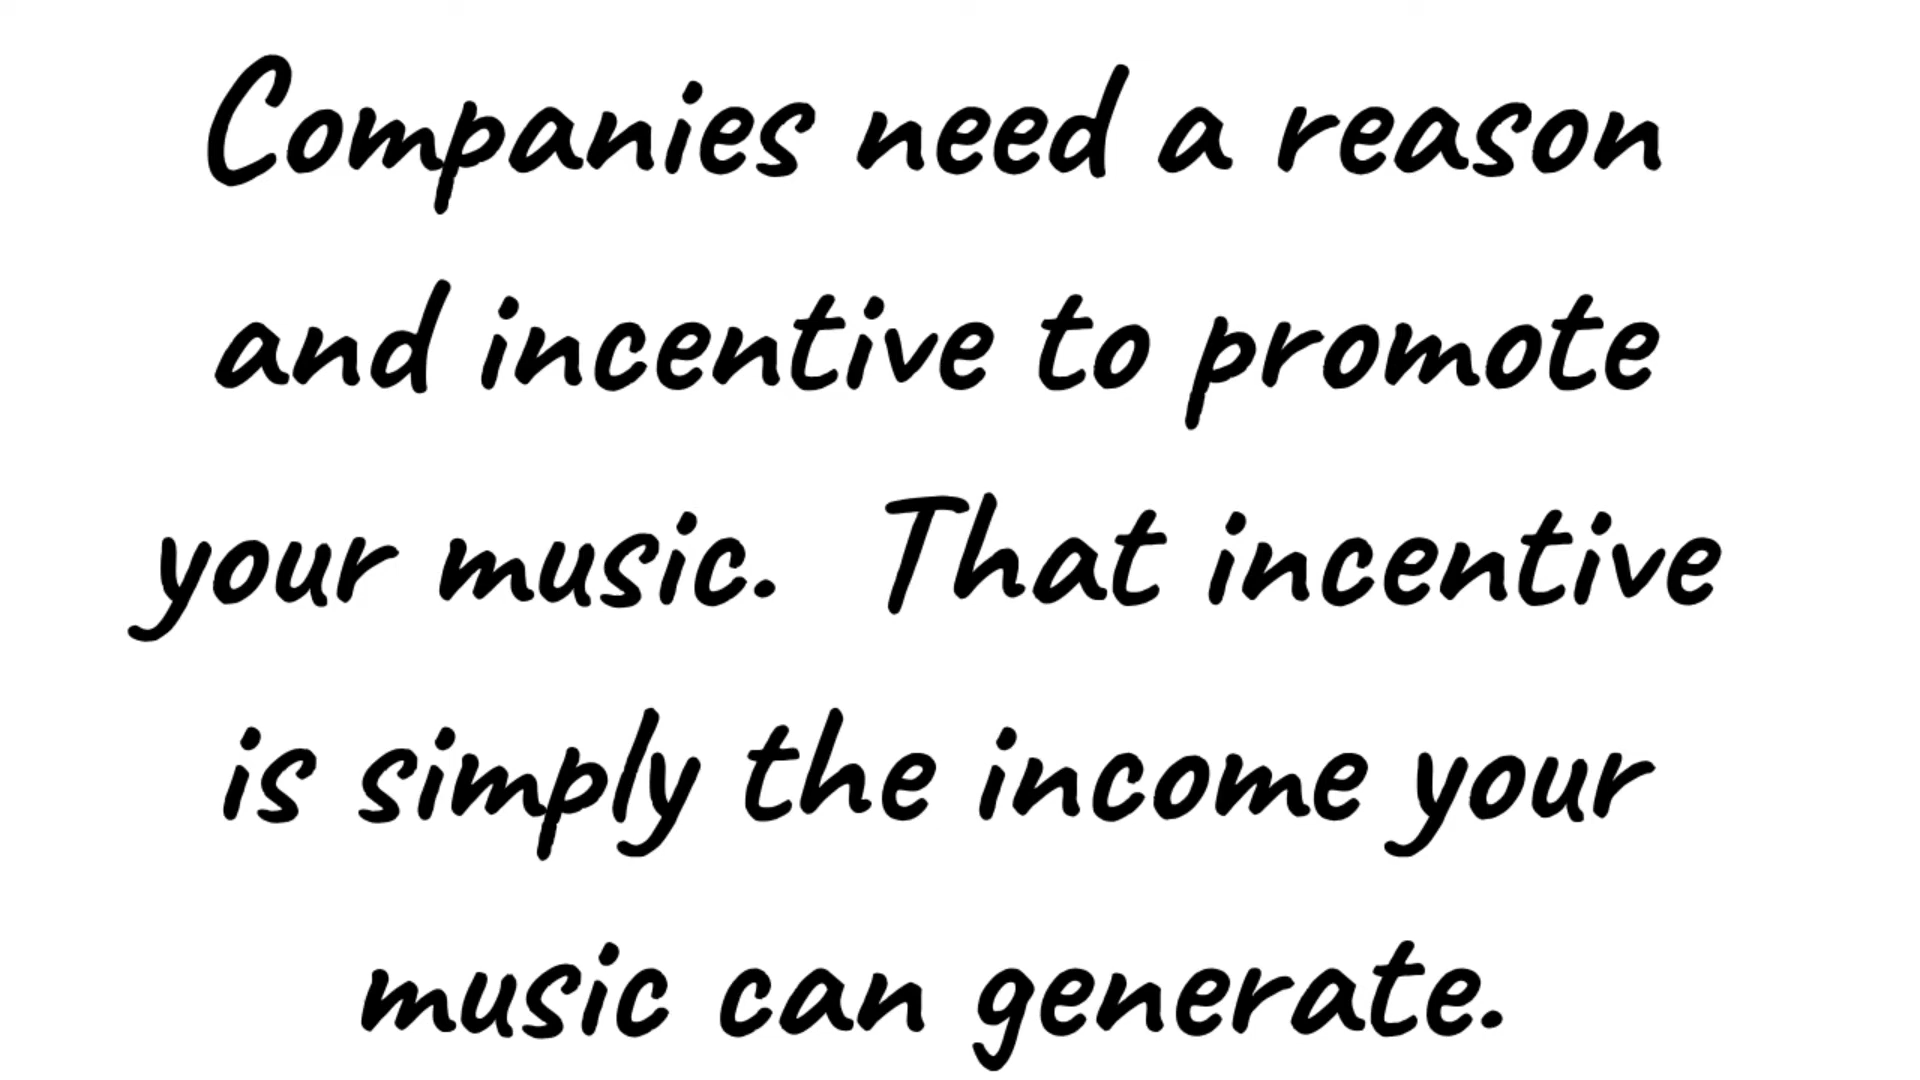 Companies need a reason
and incentive to promote
your music.  That incentive
is simply the income your
music can generate.